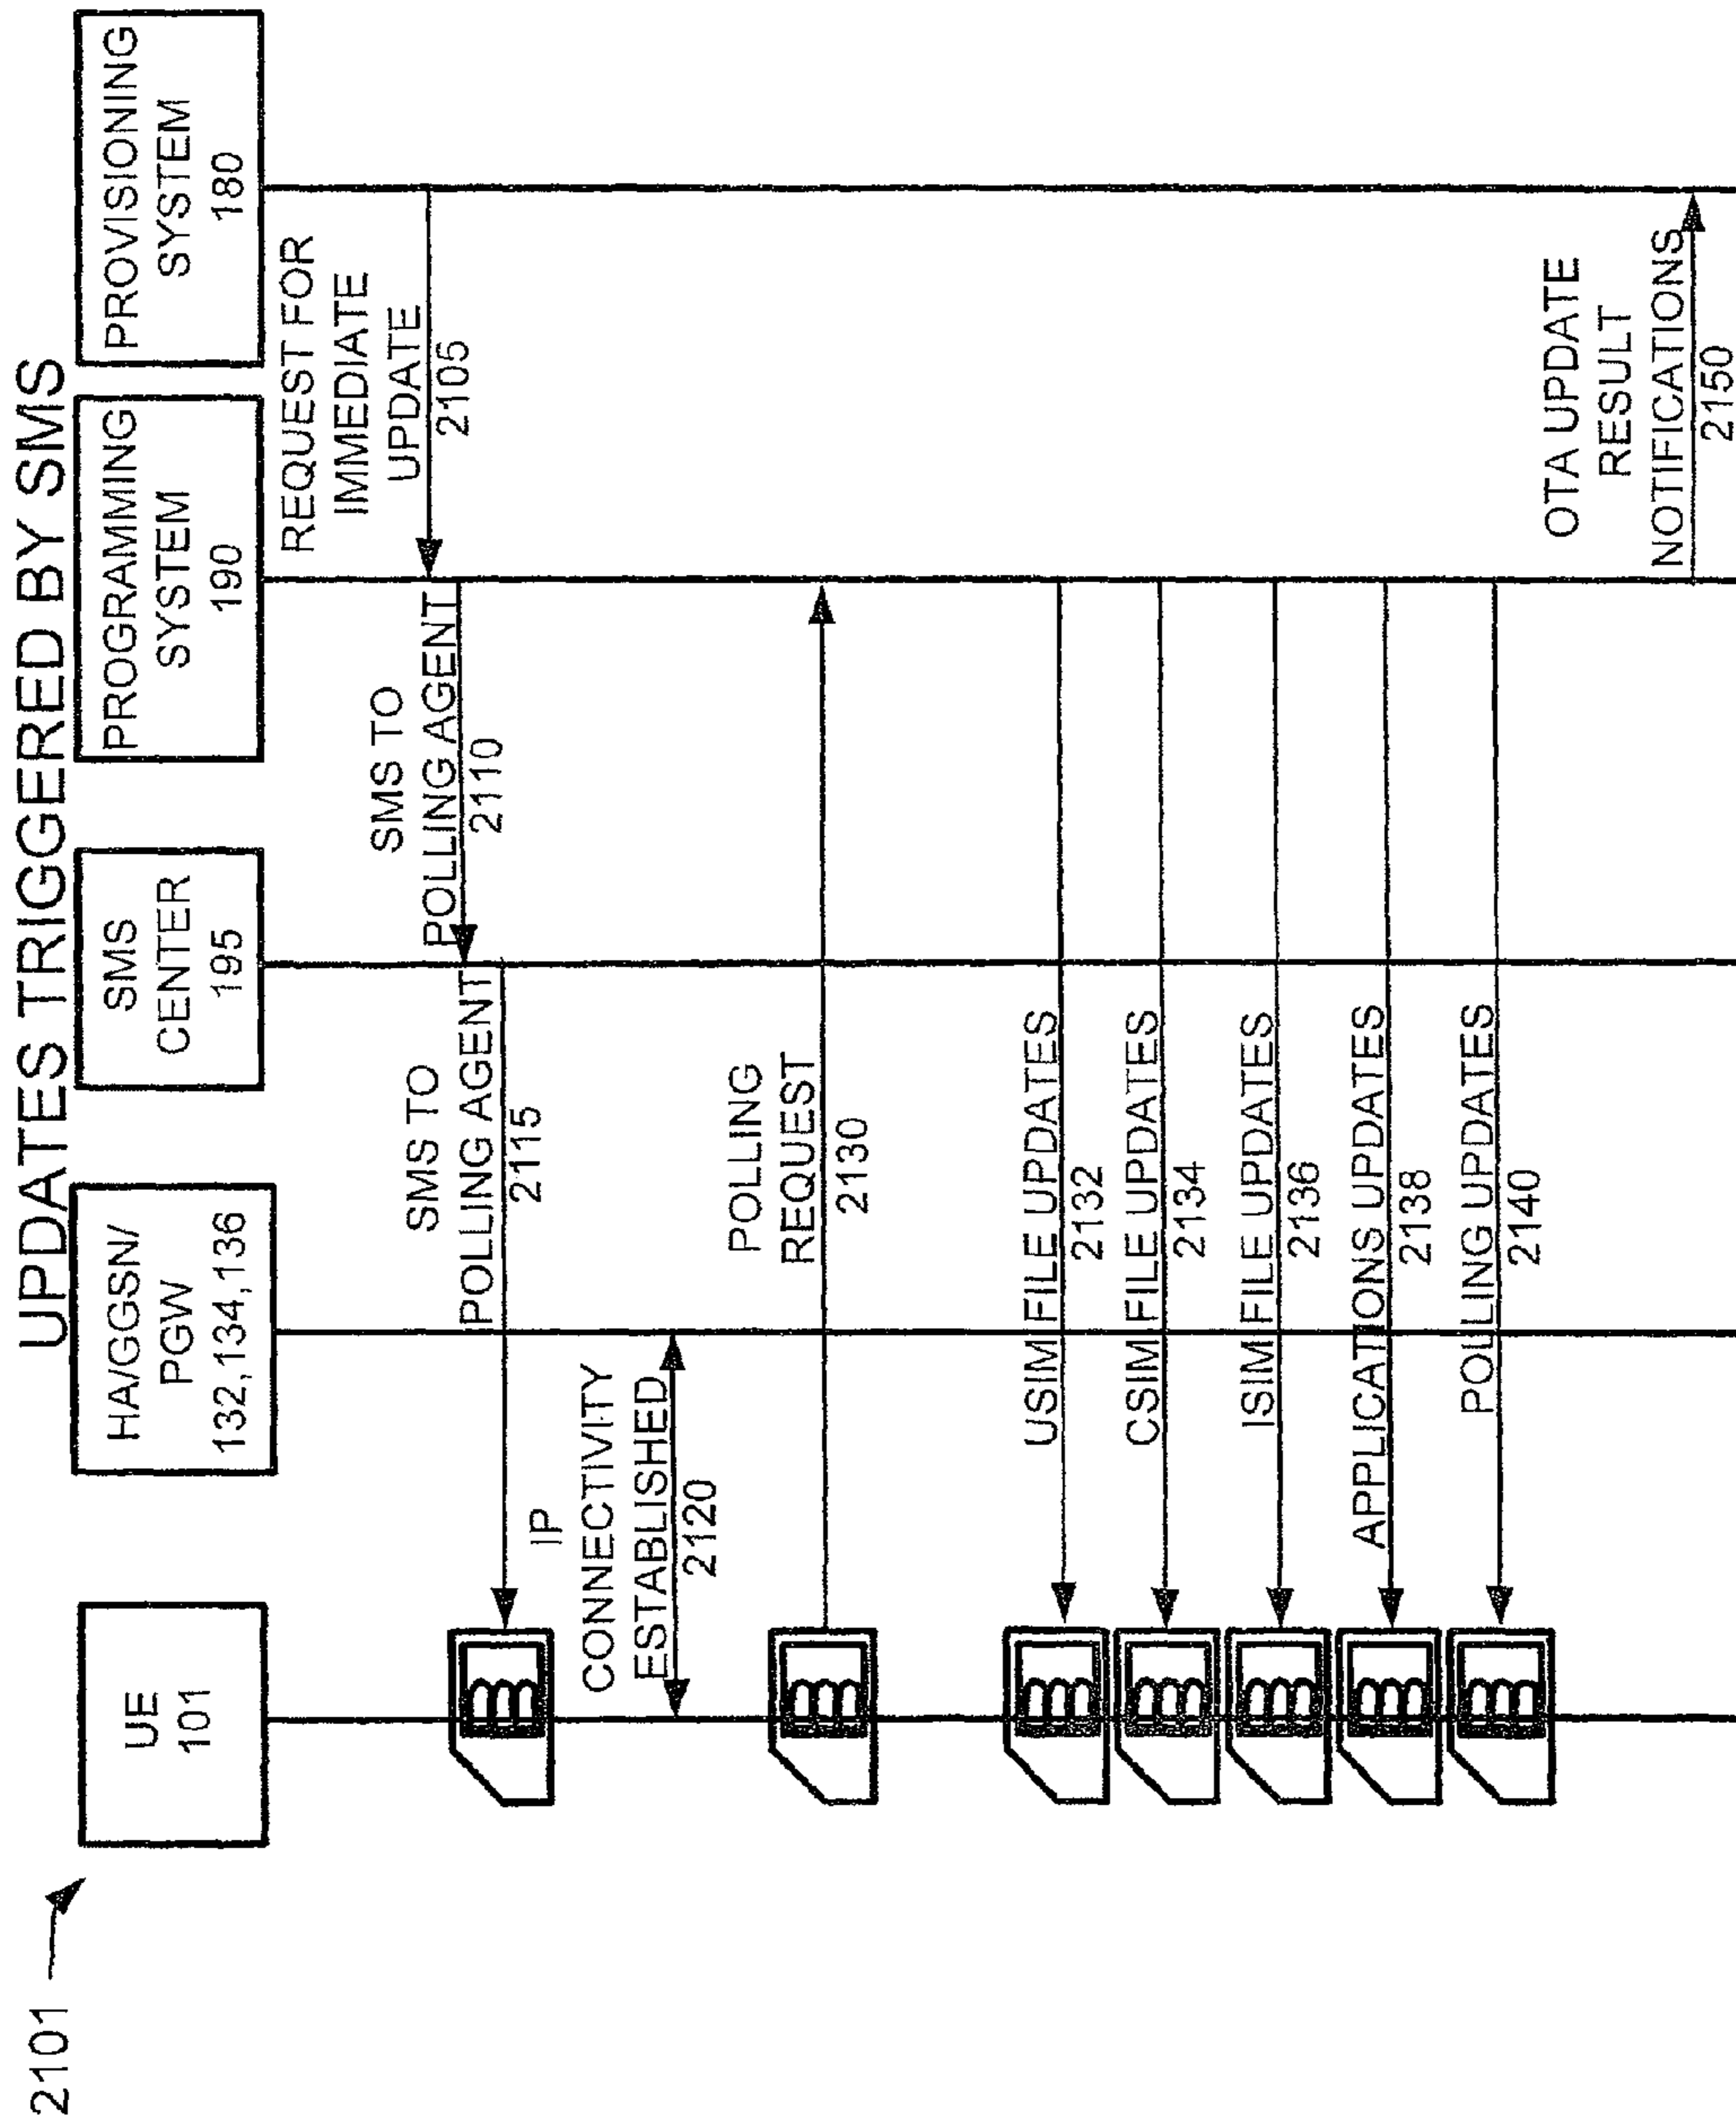 2101
UPDATES TRIGGERED BY SMS
UE
101
HA/GGSN/
PGW
132,134,136
SMS
CENTER
195
PROGRAMMING
SYSTEM
190
PROVISIONING
SYSTEM
180
REQUEST FOR
IMMEDIATE
UPDATE
2105
SMS TO
POLLING AGENT
2110
SMS TO
POLLING AGENT
2115
IP
CONNECTIVITY
ESTABLISHED
2120
POLLING
REQUEST
2130
USIM FILE UPDATES
2132
CSIM FILE UPDATES
2134
ISIM FILE UPDATES
2136
APPLICATIONS UPDATES
2138
POLLING UPDATES
2140
OTA UPDATE
RESULT
NOTIFICATIONS
2150